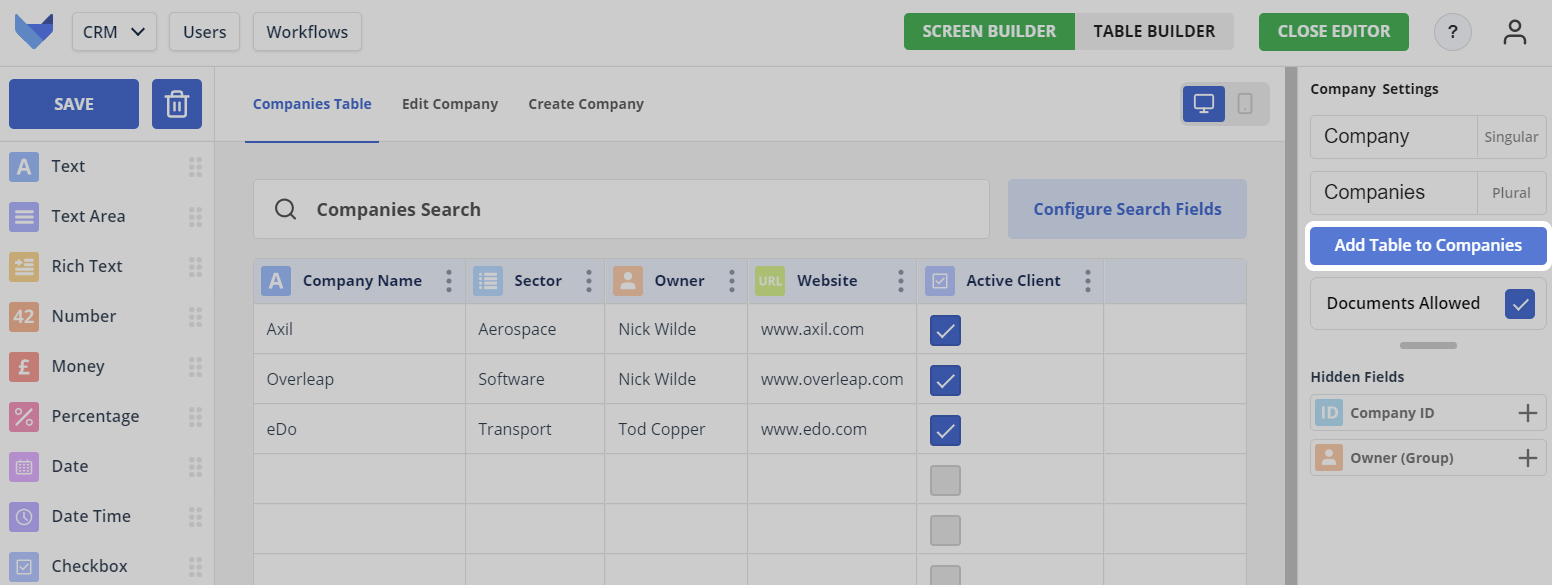 CRM
Users
Workflows
SCREEN BUILDER
TABLE BUILDER
CLOSE EDITOR
?
SAVE
A Text
Text Area
Rich Text
42 Number
£ Money
% Percentage
Date
Date Time
Checkbox
Companies Table
Edit Company
Create Company
Companies Search
Configure Search Fields
A Company Name
Sector
Owner
URL Website
Active Client
Axil Aerospace Nick Wilde www.axil.com
Overleap Software Nick Wilde www.overleap.com
eDo Transport Tod Copper www.edo.com
Company Settings
Company Singular
Companies Plural
Add Table to Companies
Documents Allowed
Hidden Fields
ID Company ID
Owner (Group)